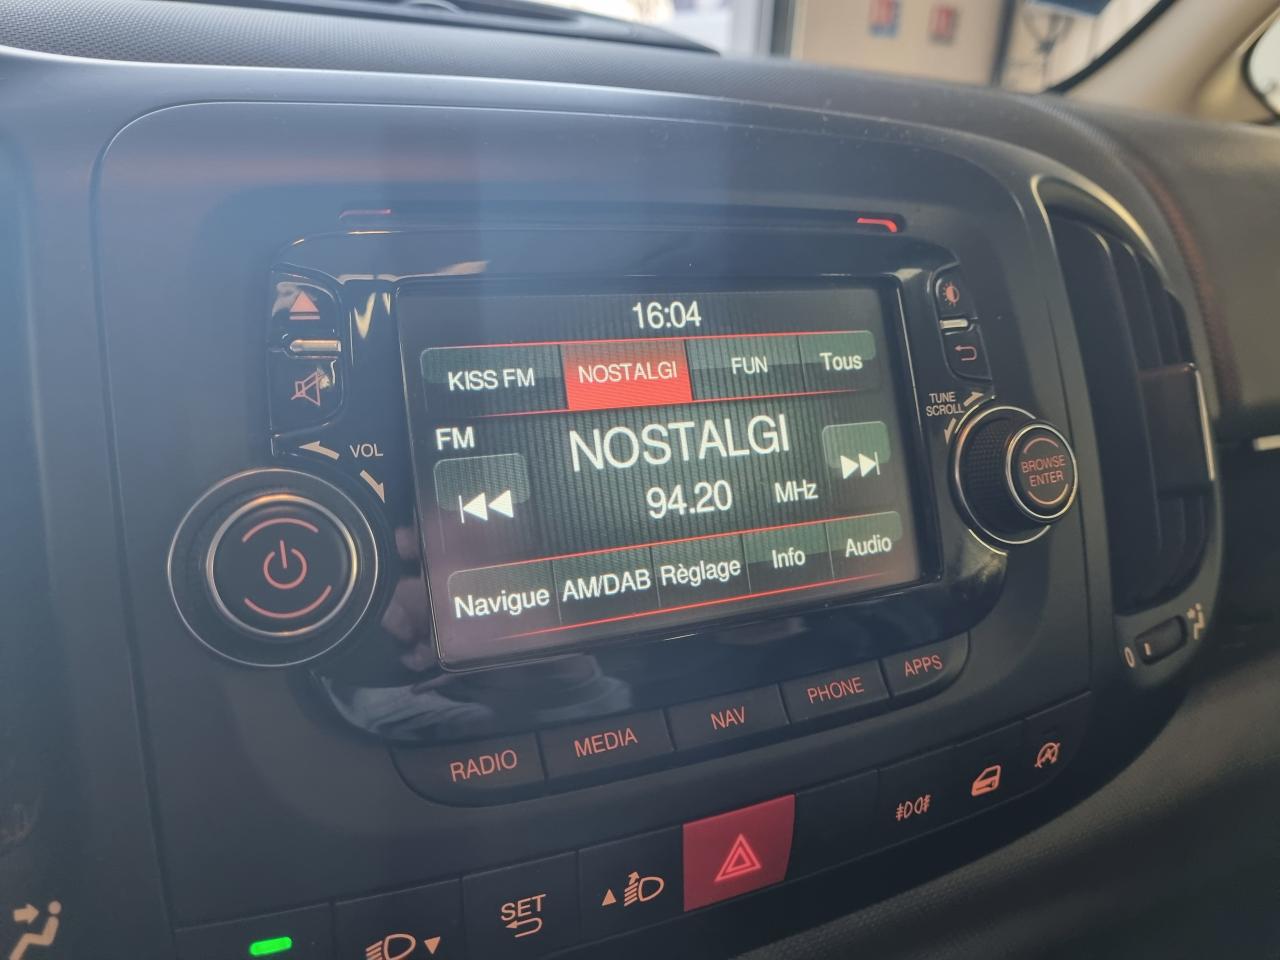 16:04
KISS FM NOSTALGI FUN Tous
FM
NOSTALGI
94.20 MHz
Navigue AM/DAB Règlage Info Audio
VOL
TUNE
SCROLL
BROWSE
ENTER
RADIO MEDIA NAV PHONE APPS
SET
0